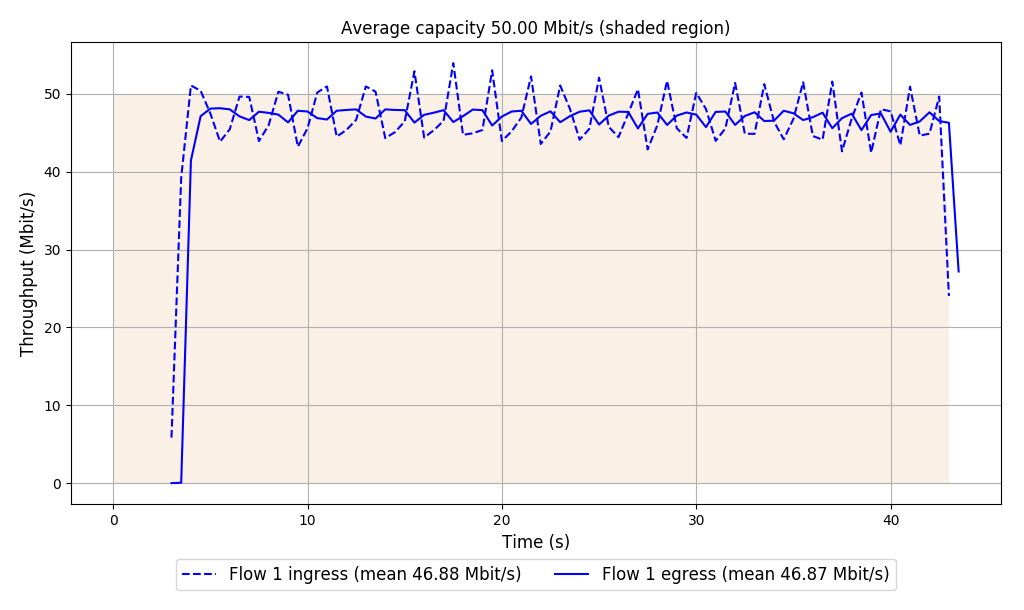 Average capacity 50.00 Mbit/s (shaded region)
Throughput (Mbit/s)
50
40
30
20
10
0
0 10 20 30 40
Time (s)
Flow 1 ingress (mean 46.88 Mbit/s) Flow 1 egress (mean 46.87 Mbit/s)